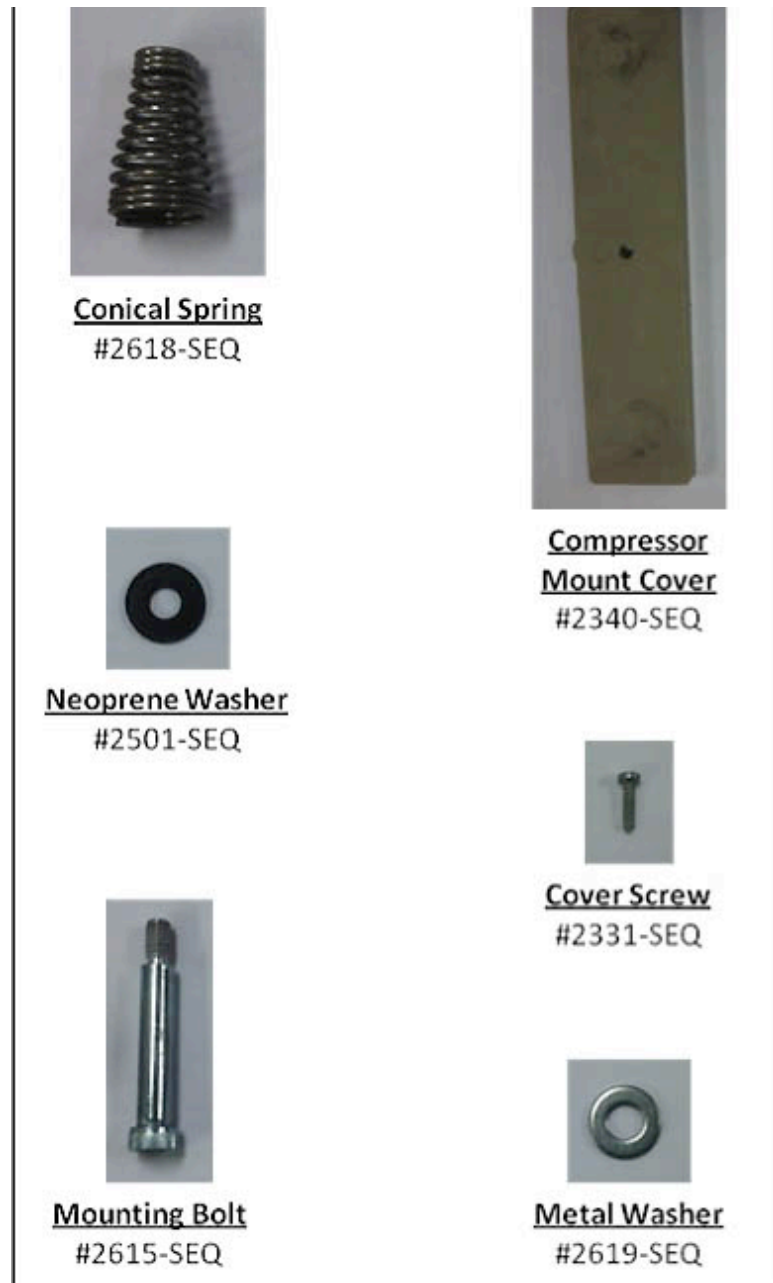 Conical Spring
#2618-SEQ
Compressor
Mount Cover
#2340-SEQ
Neoprene Washer
#2501-SEQ
Cover Screw
#2331-SEQ
Mounting Bolt
#2615-SEQ
Metal Washer
#2619-SEQ